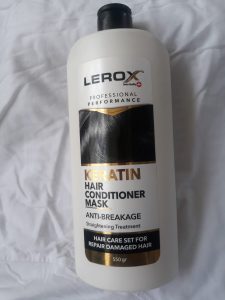 LEROX
PROFESSIONAL
PERFORMANCE
KERATIN
HAIR
CONDITIONER
MASK
ANTI-BREAKAGE
Straightening Treatment
HAIR CARE SET FOR
REPAIR DAMAGED HAIR
550 gr